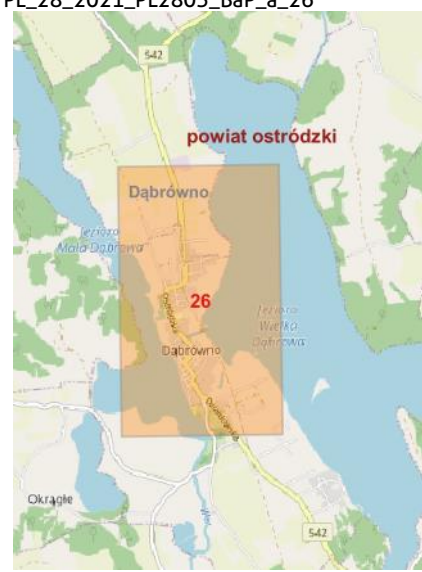 PL_28_2021_PL2805_BaP_a_26
542
powiat ostródzki
Dąbrówno
Jezioro
Mała Dąbrowa
26
Jezioro
Wielka
Dąbrowa
Dąbrówno
Okrągłe
542